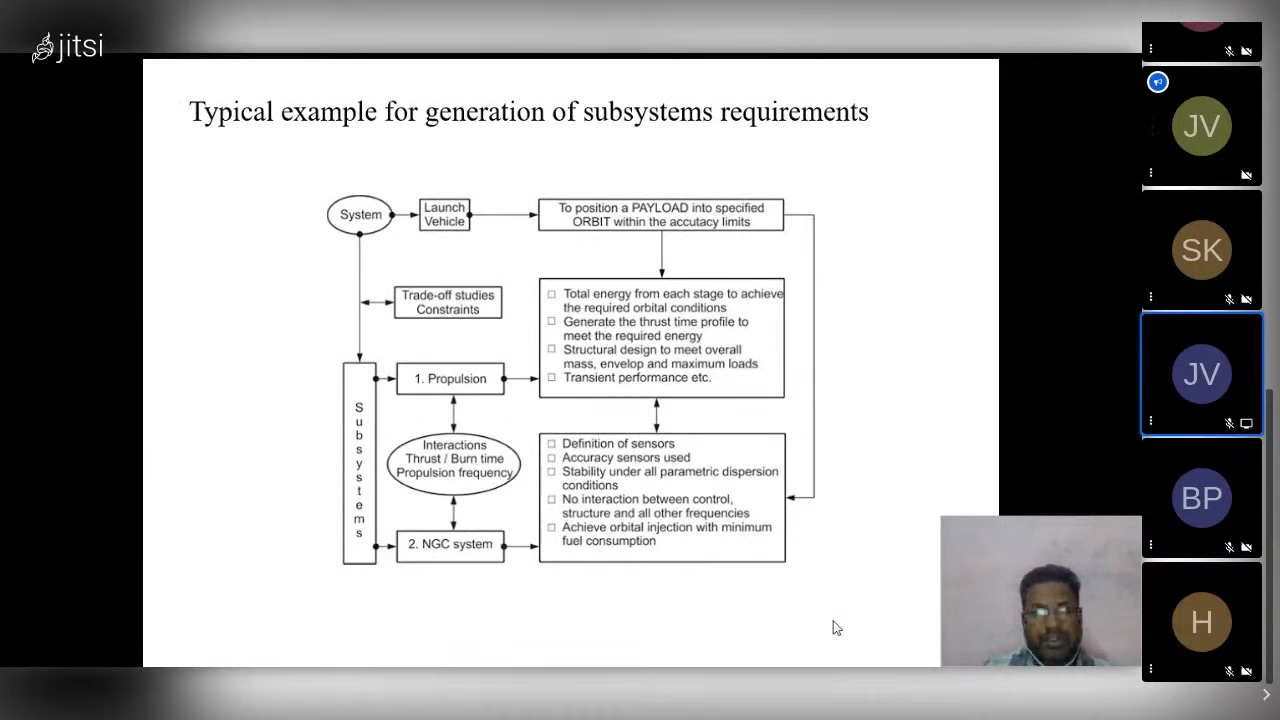 jitsi
Typical example for generation of subsystems requirements
System
Launch
Vehicle
To position a PAYLOAD into specified
ORBIT within the accutacy limits
Trade-off studies
Constraints
□ Total energy from each stage to achieve
the required orbital conditions
□ Generate the thrust time profile to
meet the required energy
□ Structural design to meet overall
mass, envelop and maximum loads
□ Transient performance etc.
Subsystems
1. Propulsion
Interactions
Thrust / Burn time
Propulsion frequency
2. NGC system
□ Definition of sensors
□ Accuracy sensors used
□ Stability under all parametric dispersion
conditions
□ No interaction between control,
structure and all other frequencies
□ Achieve orbital injection with minimum
fuel consumption
JV
SK
JV
BP
H